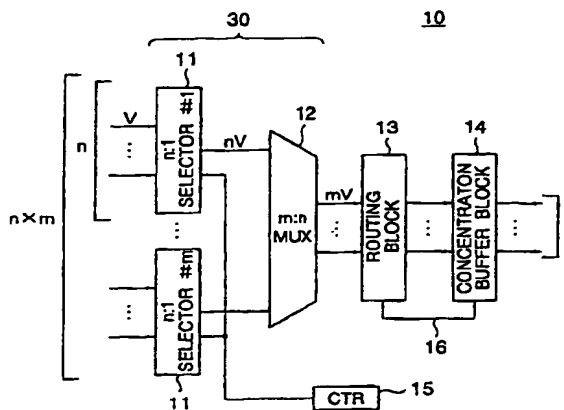 30
10
11
12
13
14
n
V
...
n:1
SELECTOR #1
nV
n X m
...
m:n
MUX
mV
...
ROUTING
BLOCK
...
CONCENTRATON
BUFFER BLOCK
...
...
n:1
SELECTOR #m
11
16
CTR
15